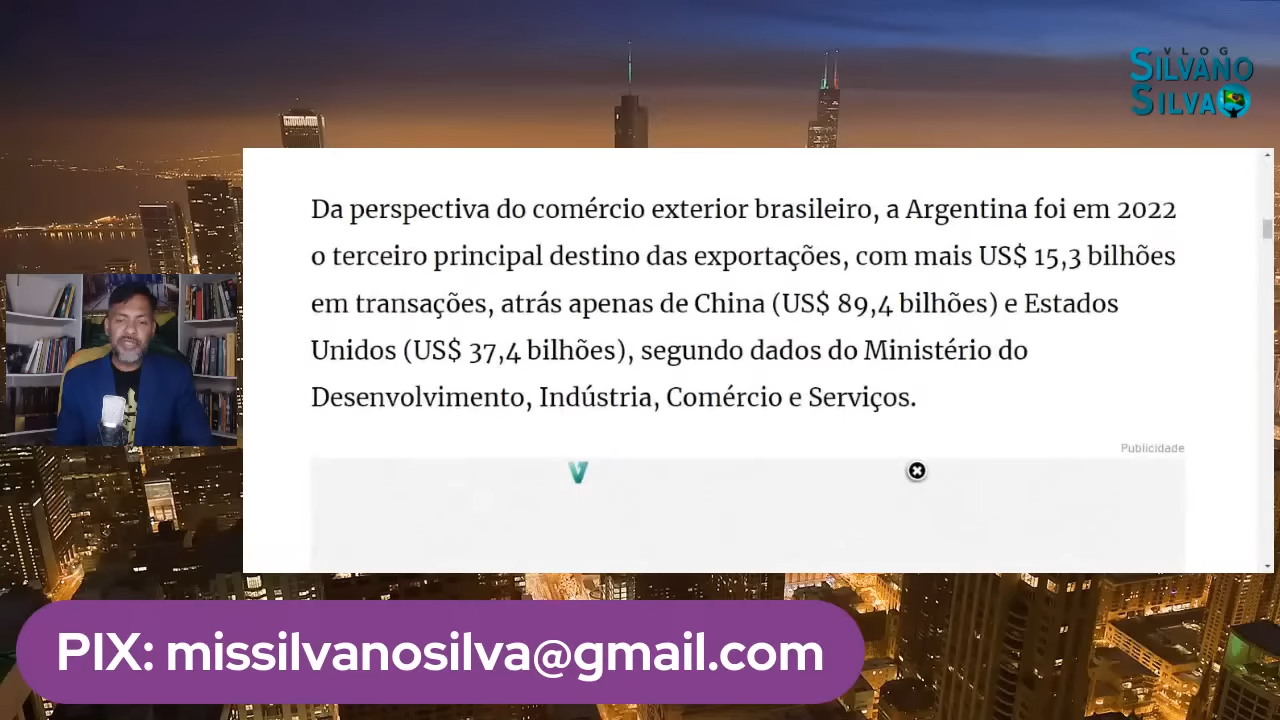 VLOG
SILVANO
SILVA
Da perspectiva do comércio exterior brasileiro, a Argentina foi em 2022
o terceiro principal destino das exportações, com mais US$ 15,3 bilhões
em transações, atrás apenas de China (US$ 89,4 bilhões) e Estados
Unidos (US$ 37,4 bilhões), segundo dados do Ministério do
Desenvolvimento, Indústria, Comércio e Serviços.
Publicidade
V
PIX: missilvanosilva@gmail.com